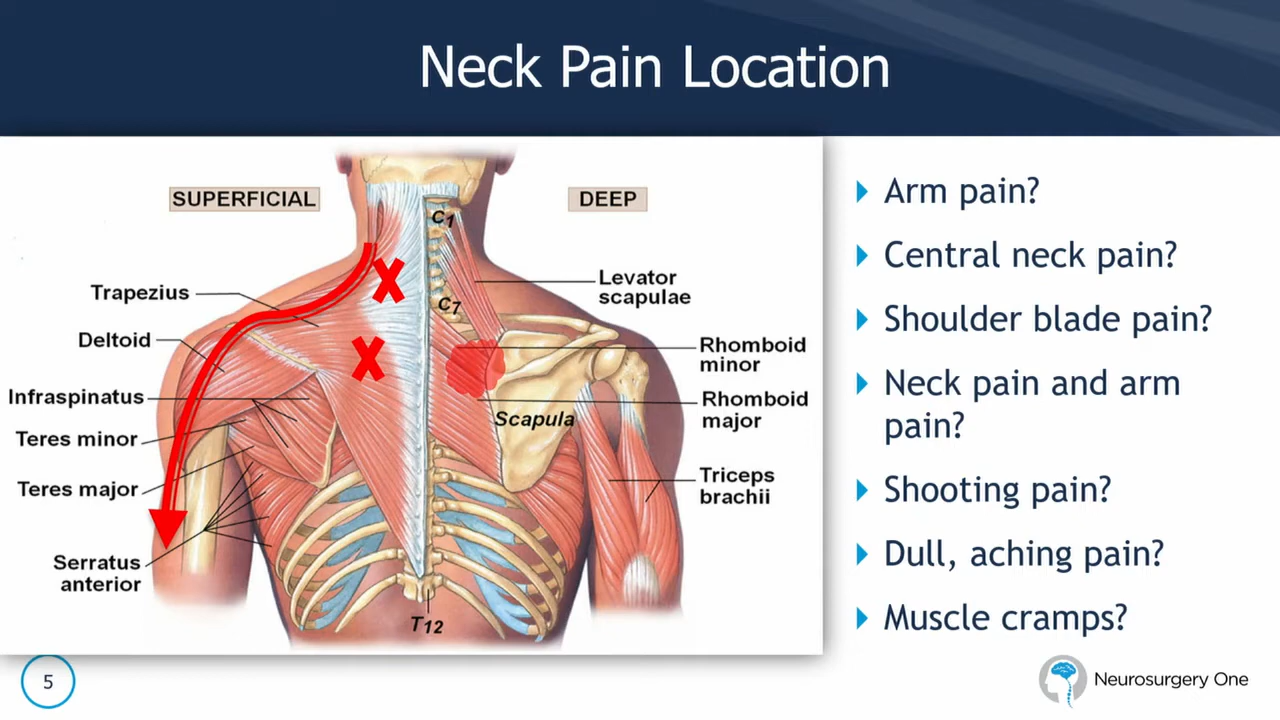 Neck Pain Location
SUPERFICIAL
DEEP
C1
C7
Trapezius
Deltoid
Infraspinatus
Teres minor
Teres major
Serratus
anterior
Levator
scapulae
Rhomboid
minor
Rhomboid
major
Scapula
Triceps
brachii
T12
Arm pain?
Central neck pain?
Shoulder blade pain?
Neck pain and arm
pain?
Shooting pain?
Dull, aching pain?
Muscle cramps?
5
Neurosurgery One